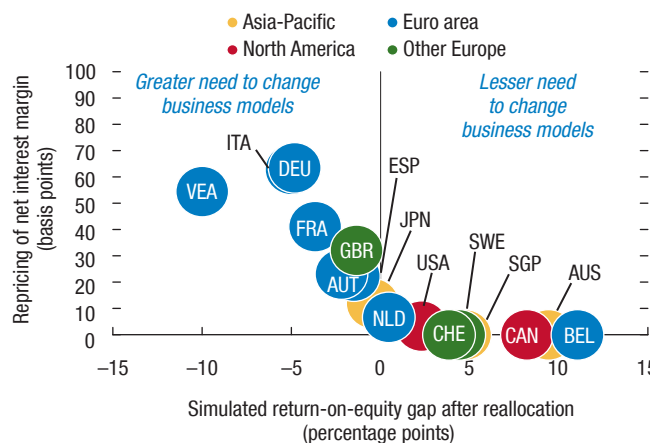 Asia-Pacific Euro area
North America Other Europe
Greater need to change
business models
Lesser need
to change
business models
Repricing of net interest margin
(basis points)
100
90
80
70
60
50
40
30
20
10
0
ITA
DEU
VEA
ESP
FRA
JPN
GBR
SWE
USA
SGP
AUT
AUS
NLD
CHE
CAN
BEL
–15 –10 –5 0 5 10 15
Simulated return-on-equity gap after reallocation
(percentage points)